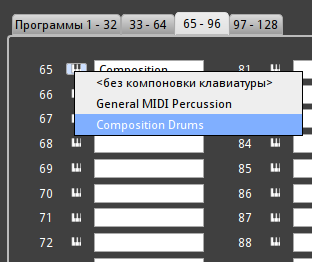 Программы 1 - 32 33 - 64 65 - 96 97 - 128
65 Composition 81
<без компоновки клавиатуры>
66
General MIDI Percussion
67
Composition Drums
68 84
69 85
70 86
71 87
72 88